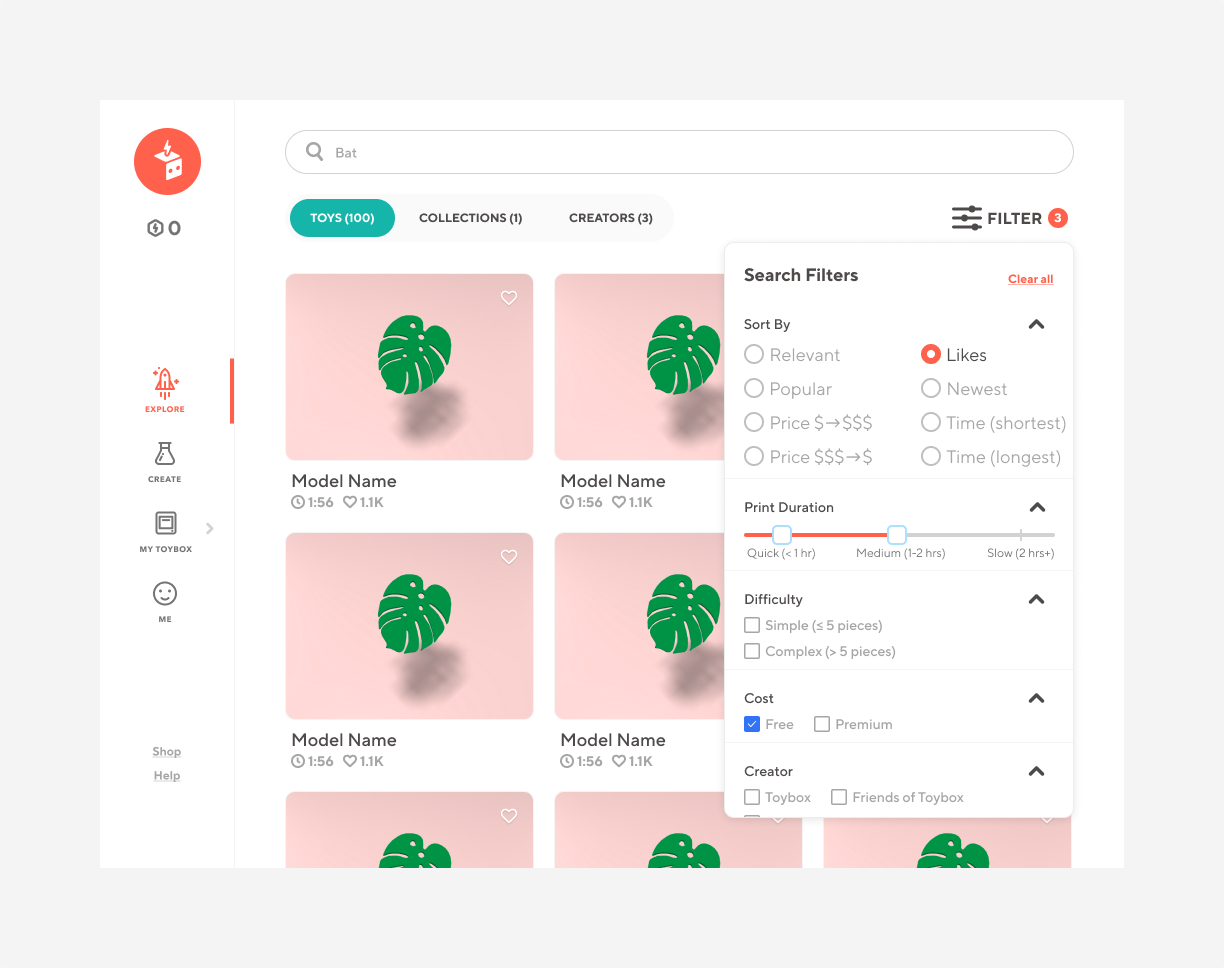 Bat
0
TOYS (100) COLLECTIONS (1) CREATORS (3)
FILTER 3
Search Filters
Clear all
Sort By
Relevant Likes
Popular Newest
Price $→$$$ Time (shortest)
Price $$$→$ Time (longest)
Print Duration
Quick (< 1 hr) Medium (1-2 hrs) Slow (2 hrs+)
Difficulty
Simple (≤ 5 pieces)
Complex (> 5 pieces)
Cost
Free Premium
Creator
Toybox Friends of Toybox
EXPLORE
CREATE
MY TOYBOX
ME
Shop
Help
Model Name Model Name
1:56 1.1K 1:56 1.1K
Model Name Model Name
1:56 1.1K 1:56 1.1K